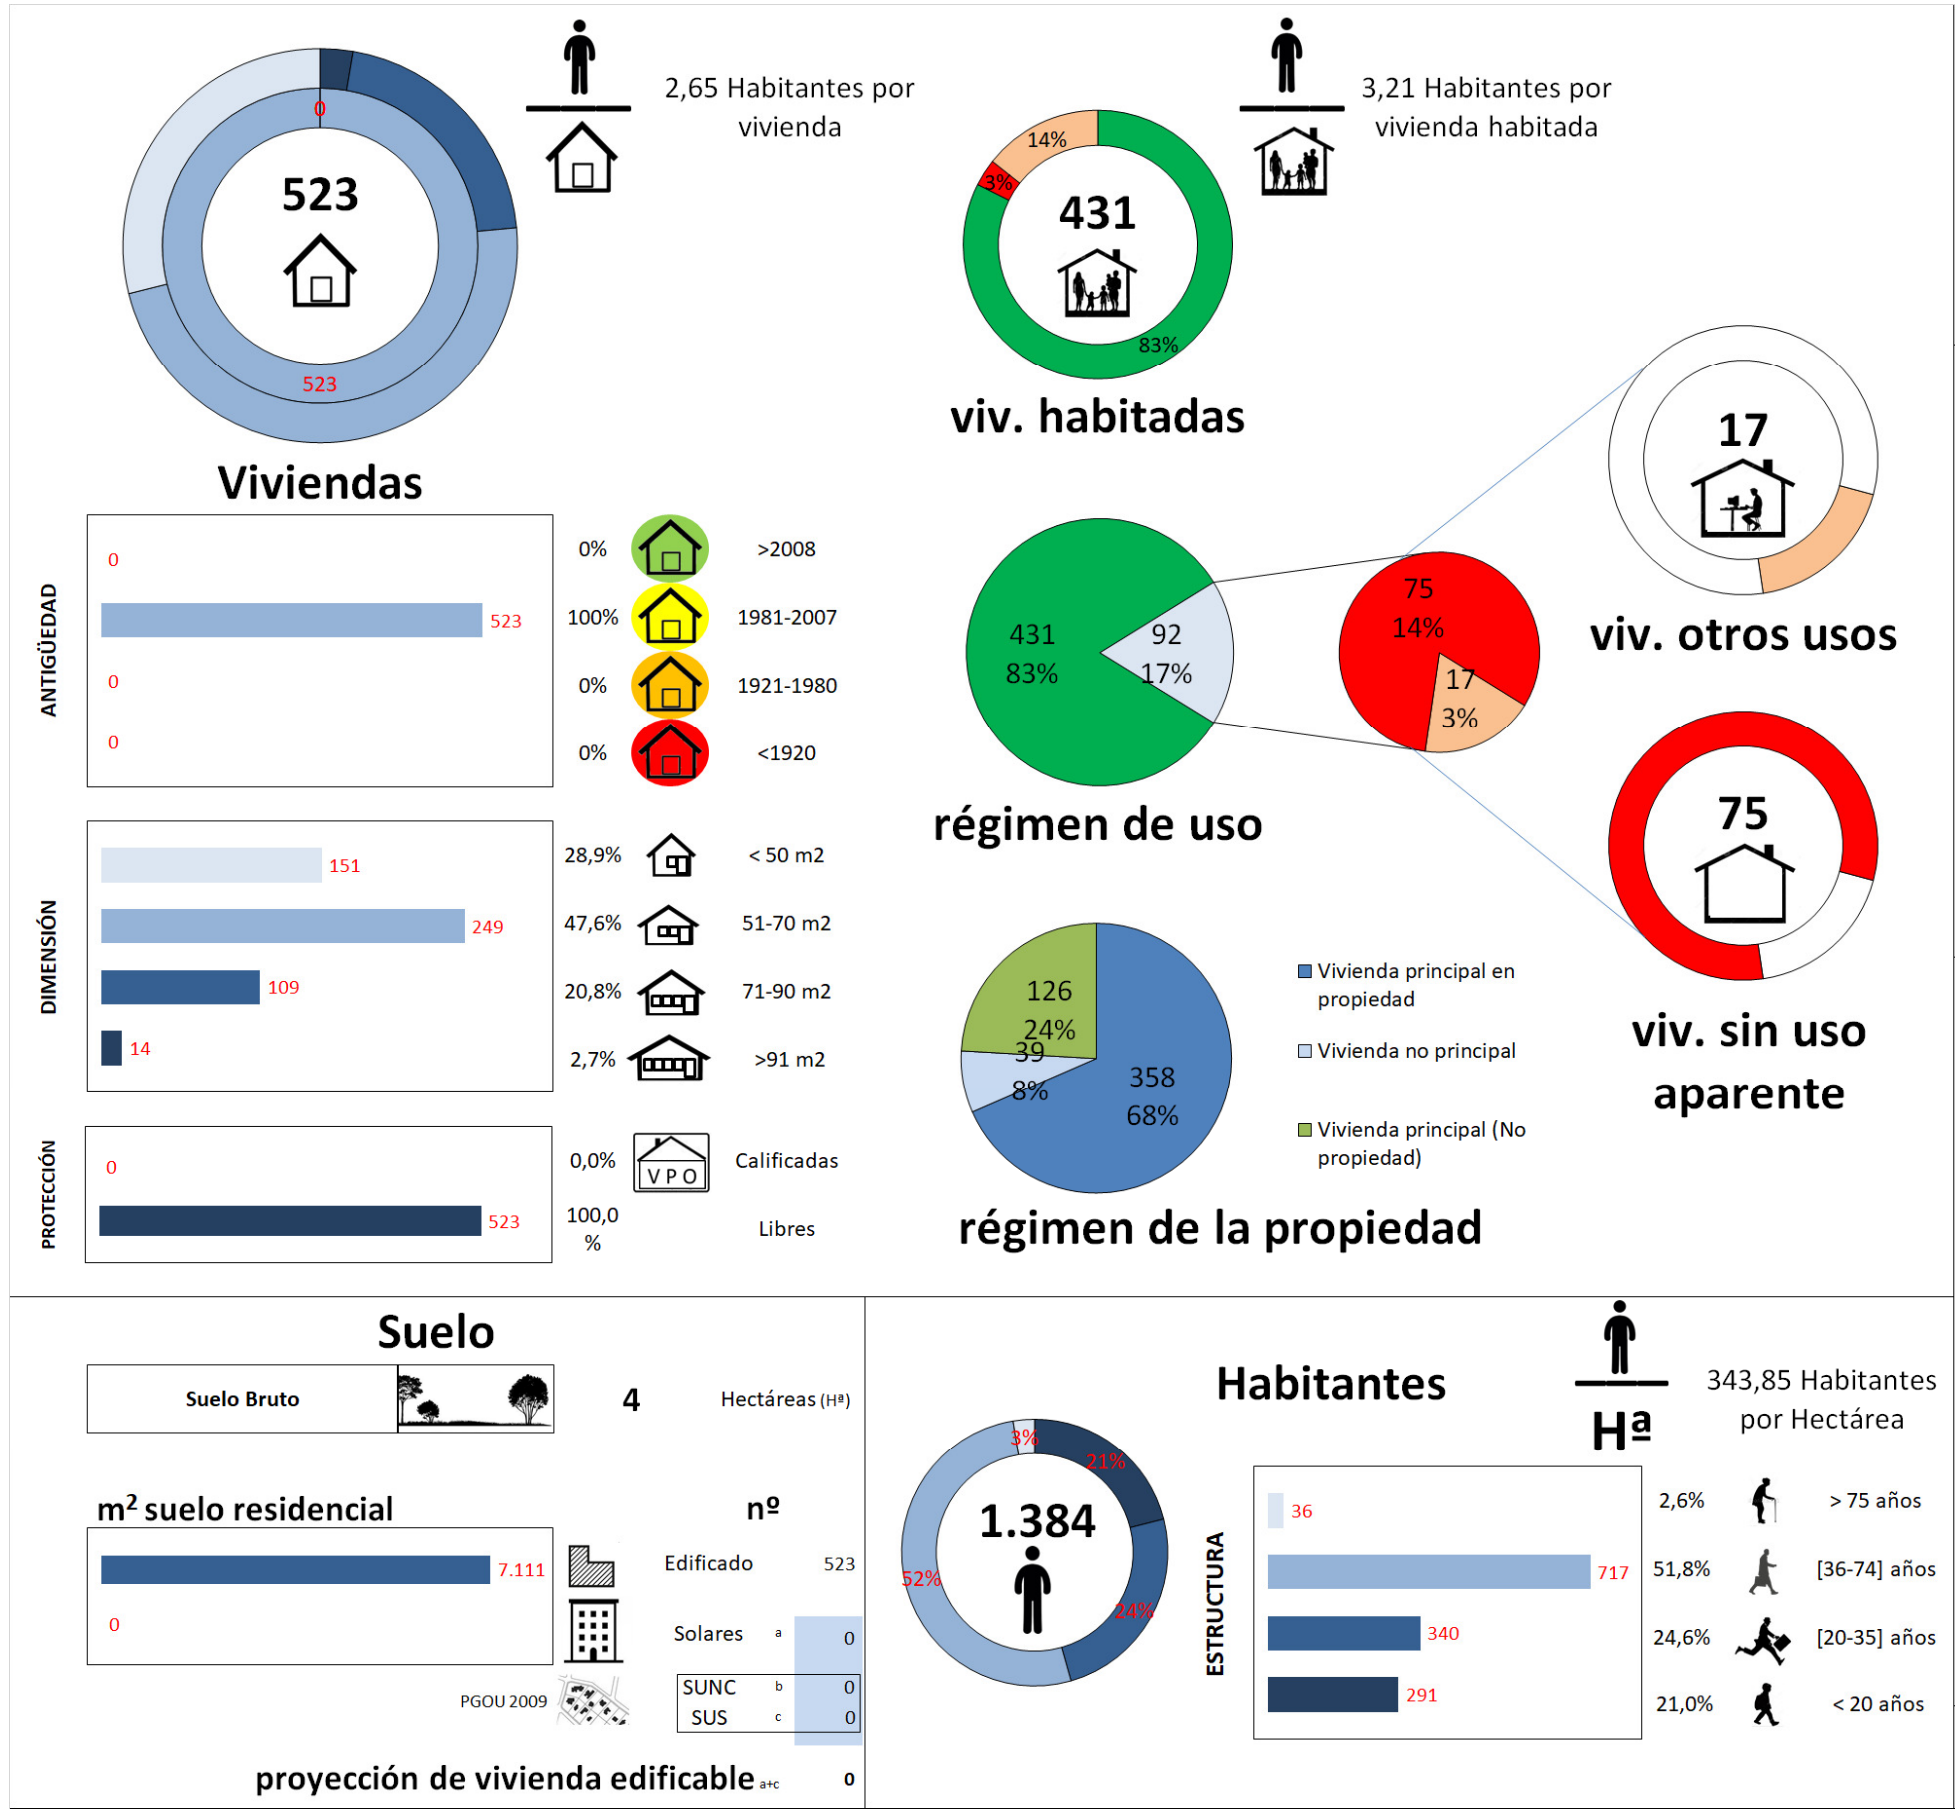 0
523
523
Viviendas
2,65 Habitantes por
vivienda
14%
3%
431
83%
viv. habitadas
3,21 Habitantes por
vivienda habitada
ANTIGÜEDAD
0
0% >2008
523
100% 1981-2007
0
0% 1921-1980
0
0% <1920
DIMENSIÓN
151
28,9% < 50 m2
249
47,6% 51-70 m2
109
20,8% 71-90 m2
14
2,7% >91 m2
PROTECCIÓN
0
0,0% VPO Calificadas
523
100,0
%
Libres
431
83%
92
17%
75
14%
17
3%
régimen de uso
17
viv. otros usos
75
viv. sin uso
aparente
126
24%
39
8%
358
68%
Vivienda principal en
propiedad
Vivienda no principal
Vivienda principal (No
propiedad)
régimen de la propiedad
Suelo
Suelo Bruto 4 Hectáreas (Hª)
m² suelo residencial nº
7.111 Edificado 523
0 Solares a 0
PGOU 2009
SUNC b 0
SUS c 0
proyección de vivienda edificable a+c 0
Habitantes
Hª
343,85 Habitantes
por Hectárea
3%
21%
1.384
52%
24%
ESTRUCTURA
36 2,6% > 75 años
717 51,8% [36-74] años
340 24,6% [20-35] años
291 21,0% < 20 años